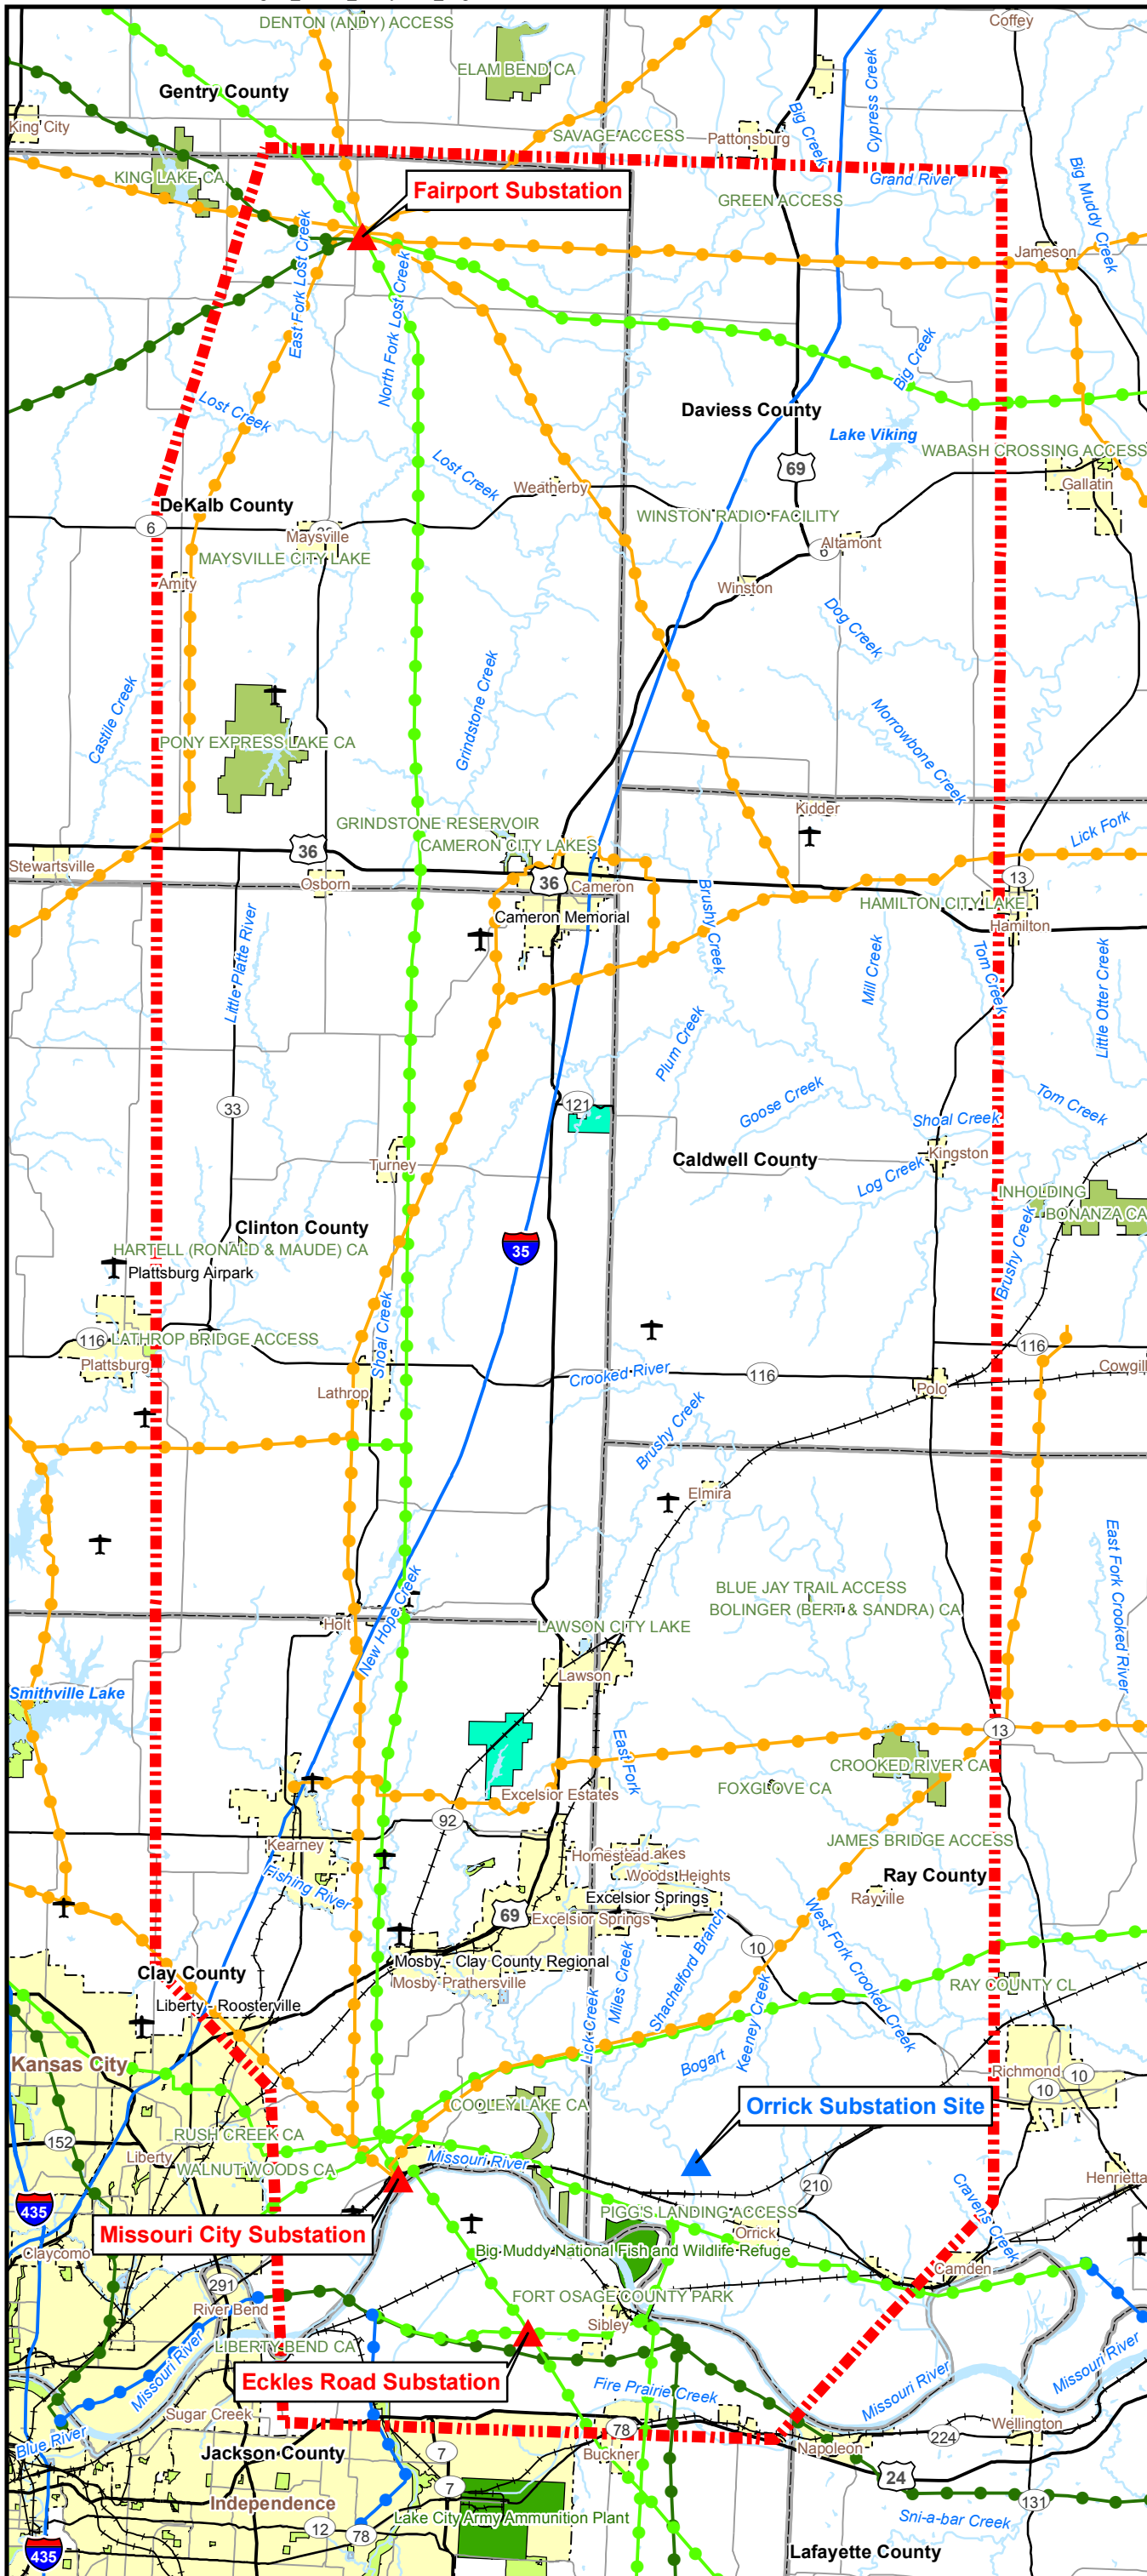 DENTON (ANDY) ACCESS
Coffey
ELAM BEND CA
Cypress Creek
Gentry County
Big Creek
King City
SAVAGE ACCESS
Pattonsburg
KING LAKE CA
Fairport Substation
Grand River
Big Muddy Creek
GREEN ACCESS
East Fork Lost Creek
North Fork Lost Creek
Jameson
Big Creek
Lost Creek
Daviess County
Lake Viking
WABASH CROSSING ACCESS
Lost Creek
69
Weatherby
Gallatin
DeKalb County
WINSTON RADIO FACILITY
6
Maysville
Altamont
6
MAYSVILLE CITY LAKE
Amity
Winston
Dog Creek
Castile Creek
Grindstone Creek
PONY EXPRESS LAKE CA
Morrowbone Creek
Kidder
GRINDSTONE RESERVOIR
CAMERON CITY LAKES
Lick Fork
36
Stewartsville
Osborn
36
Cameron
13
HAMILTON CITY LAKE
Cameron Memorial
Hamilton
Little Platte River
Brushy Creek
Mill Creek
Tom Creek
Little Otter Creek
Plum Creek
33
121
Goose Creek
Shoal Creek
Tom Creek
Turney
Caldwell County
Kingston
Log Creek
INHOLDING
BONANZA CA
Clinton County
HARTELL (RONALD & MAUDE) CA
35
Brushy Creek
Plattsburg Airpark
116
LATHROP BRIDGE ACCESS
Shoal Creek
116
Plattsburg
Crooked River
116
Cowgill
Lathrop
Polo
Brushy Creek
Elmira
East Fork Crooked River
New Hope Creek
BLUE JAY TRAIL ACCESS
BOLINGER (BERT & SANDRA) CA
Holt
LAWSON CITY LAKE
Lawson
Smithville Lake
13
East Fork
CROOKED RIVER CA
Excelsior Estates
FOXGLOVE CA
92
Kearney
JAMES BRIDGE ACCESS
Homestead Lakes
Woods Heights
Ray County
Fishing River
Excelsior Springs
Rayville
69
Excelsior Springs
West Fork Crooked Creek
10
Mosby - Clay County Regional
Miles Creek
Shackelford Branch
Clay County
Mosby Prathersville
RAY COUNTY CL
Liberty - Roosterville
Keeney Creek
Lick Creek
Kansas City
Bogart
Richmond
10
10
COOLEY LAKE CA
Orrick Substation Site
RUSH CREEK CA
152
Liberty
Missouri River
WALNUT WOODS CA
Henrietta
210
Cravens Creek
435
PIGG'S LANDING ACCESS
Missouri City Substation
Orrick
Claycomo
Big Muddy National Fish and Wildlife Refuge
Camden
291
FORT OSAGE COUNTY PARK
River Bend
Sibley
LIBERTY BEND CA
Missouri River
Eckles Road Substation
Fire Prairie Creek
Missouri River
Missouri River
Sugar Creek
Blue River
78
Wellington
Jackson County
7
Buckner
Napoleon
224
24
7
Independence
131
Lake City Army Ammunition Plant
Sni-a-bar Creek
12
78
435
Lafayette County